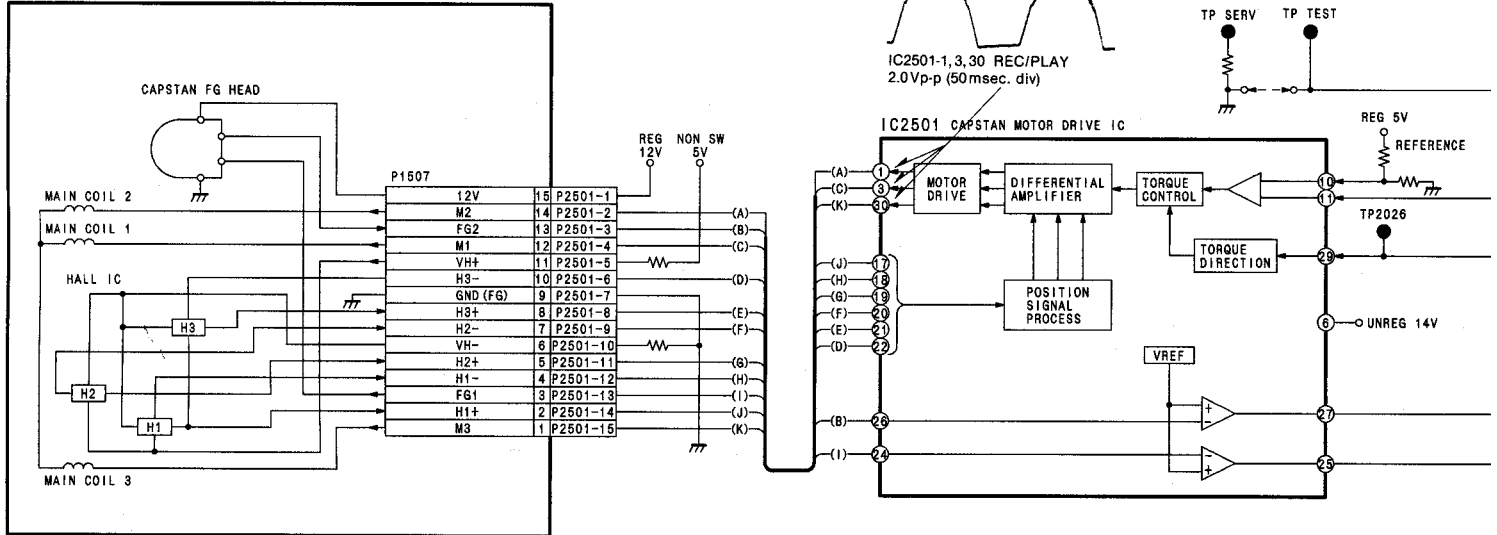 CAPSTAN FG HEAD
MAIN COIL 2
MAIN COIL 1
HALL IC
H3
H2
H1
MAIN COIL 3
P1507
12V 15 P2501-1
M2 14 P2501-2
FG2 13 P2501-3
M1 12 P2501-4
VH+ 11 P2501-5
H3- 10 P2501-6
GND(FG) 9 P2501-7
H3+ 8 P2501-8
H2- 7 P2501-9
VH- 6 P2501-10
H2+ 5 P2501-11
H1- 4 P2501-12
FG1 3 P2501-13
H1+ 2 P2501-14
M3 1 P2501-15
REG
12V
NON SW
5V
(A)
(B)
(C)
(D)
(E)
(F)
(G)
(H)
(I)
(J)
(K)
IC2501-1,3,30 REC/PLAY
2.0Vp-p (50msec. div)
TP SERV
TP TEST
IC2501 CAPSTAN MOTOR DRIVE IC
(A) 1
(C) 3
(K) 30
(J) 17
(H) 18
(G) 19
(F) 20
(E) 21
(D) 22
(B) 26
(I) 24
MOTOR
DRIVE
DIFFERENTIAL
AMPLIFIER
TORQUE
CONTROL
TORQUE
DIRECTION
POSITION
SIGNAL
PROCESS
VREF
+
-
-
+
REG 5V
REFERENCE
10
11
TP2026
29
6 UNREG 14V
27
25